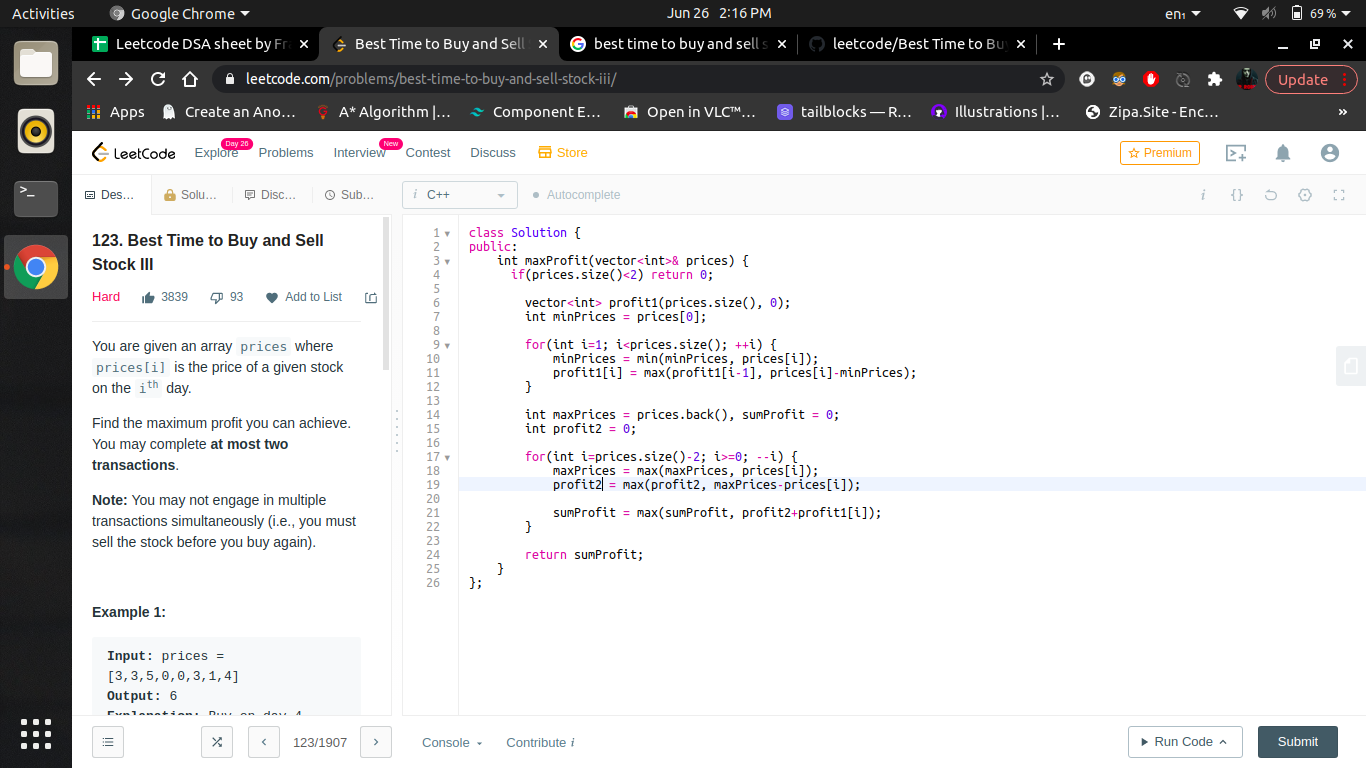 Activities
Google Chrome
Jun 26 2:16 PM
en₁
69 %
Leetcode DSA sheet by Fr
Best Time to Buy and Sell
best time to buy and sell s
leetcode/Best Time to Bu
leetcode.com/problems/best-time-to-buy-and-sell-stock-iii/
Update
Apps
Create an Ano...
A* Algorithm |...
Component E...
Open in VLC™...
tailblocks — R...
Illustrations |...
Zipa.Site - Enc...
»
LeetCode
Explore
Day 26
Problems
Interview
New
Contest
Discuss
Store
Premium
Des...
Solu...
Disc...
Sub...
i C++
Autocomplete
i {}
123. Best Time to Buy and Sell
Stock III
Hard
3839
93
Add to List
You are given an array prices where
prices[i] is the price of a given stock
on the ith day.
Find the maximum profit you can achieve.
You may complete at most two
transactions.
Note: You may not engage in multiple
transactions simultaneously (i.e., you must
sell the stock before you buy again).
Example 1:
Input: prices =
[3,3,5,0,0,3,1,4]
Output: 6
Explanation: Buy on day 4
1 class Solution {
2 public:
3     int maxProfit(vector<int>& prices) {
4       if(prices.size()<2) return 0;
5
6         vector<int> profit1(prices.size(), 0);
7         int minPrices = prices[0];
8
9         for(int i=1; i<prices.size(); ++i) {
10             minPrices = min(minPrices, prices[i]);
11             profit1[i] = max(profit1[i-1], prices[i]-minPrices);
12         }
13
14         int maxPrices = prices.back(), sumProfit = 0;
15         int profit2 = 0;
16
17         for(int i=prices.size()-2; i>=0; --i) {
18             maxPrices = max(maxPrices, prices[i]);
19             profit2 = max(profit2, maxPrices-prices[i]);
20
21             sumProfit = max(sumProfit, profit2+profit1[i]);
22         }
23
24         return sumProfit;
25     }
26 };
123/1907
Console
Contribute i
Run Code
Submit